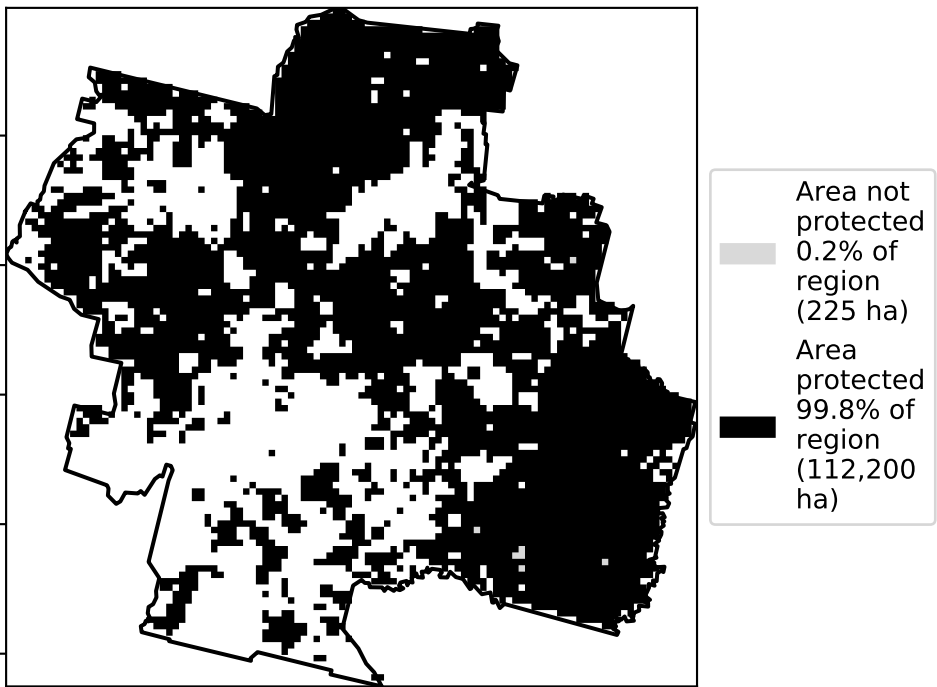 Area not
protected
0.2% of
region
(225 ha)
Area
protected
99.8% of
region
(112,200
ha)